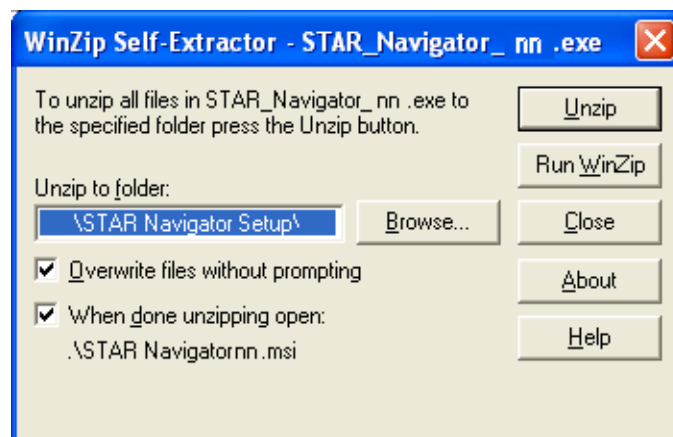 WinZip Self-Extractor - STAR_Navigator_ nn .exe
To unzip all files in STAR_Navigator_ nn .exe to
the specified folder press the Unzip button.
Unzip to folder:
\STAR Navigator Setup\
Browse...
Overwrite files without prompting
When done unzipping open:
.\STAR Navigatornn .msi
Unzip
Run WinZip
Close
About
Help